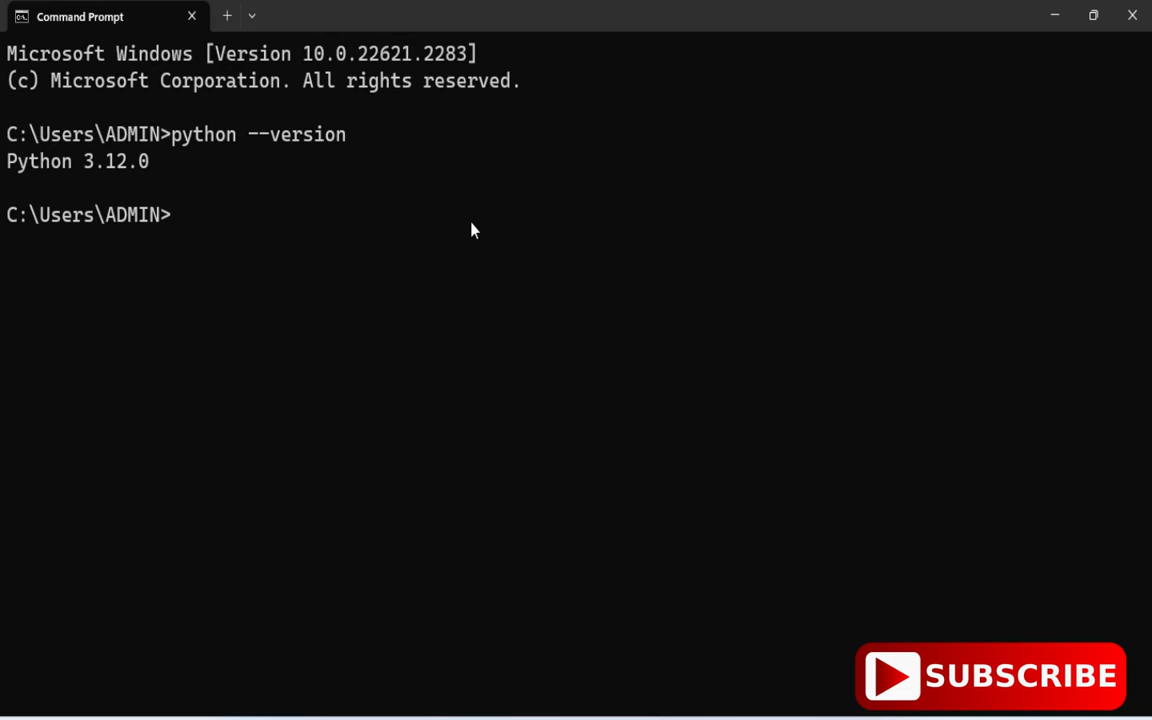 Command Prompt
Microsoft Windows [Version 10.0.22621.2283]
(c) Microsoft Corporation. All rights reserved.
C:\Users\ADMIN>python --version
Python 3.12.0
C:\Users\ADMIN>
SUBSCRIBE